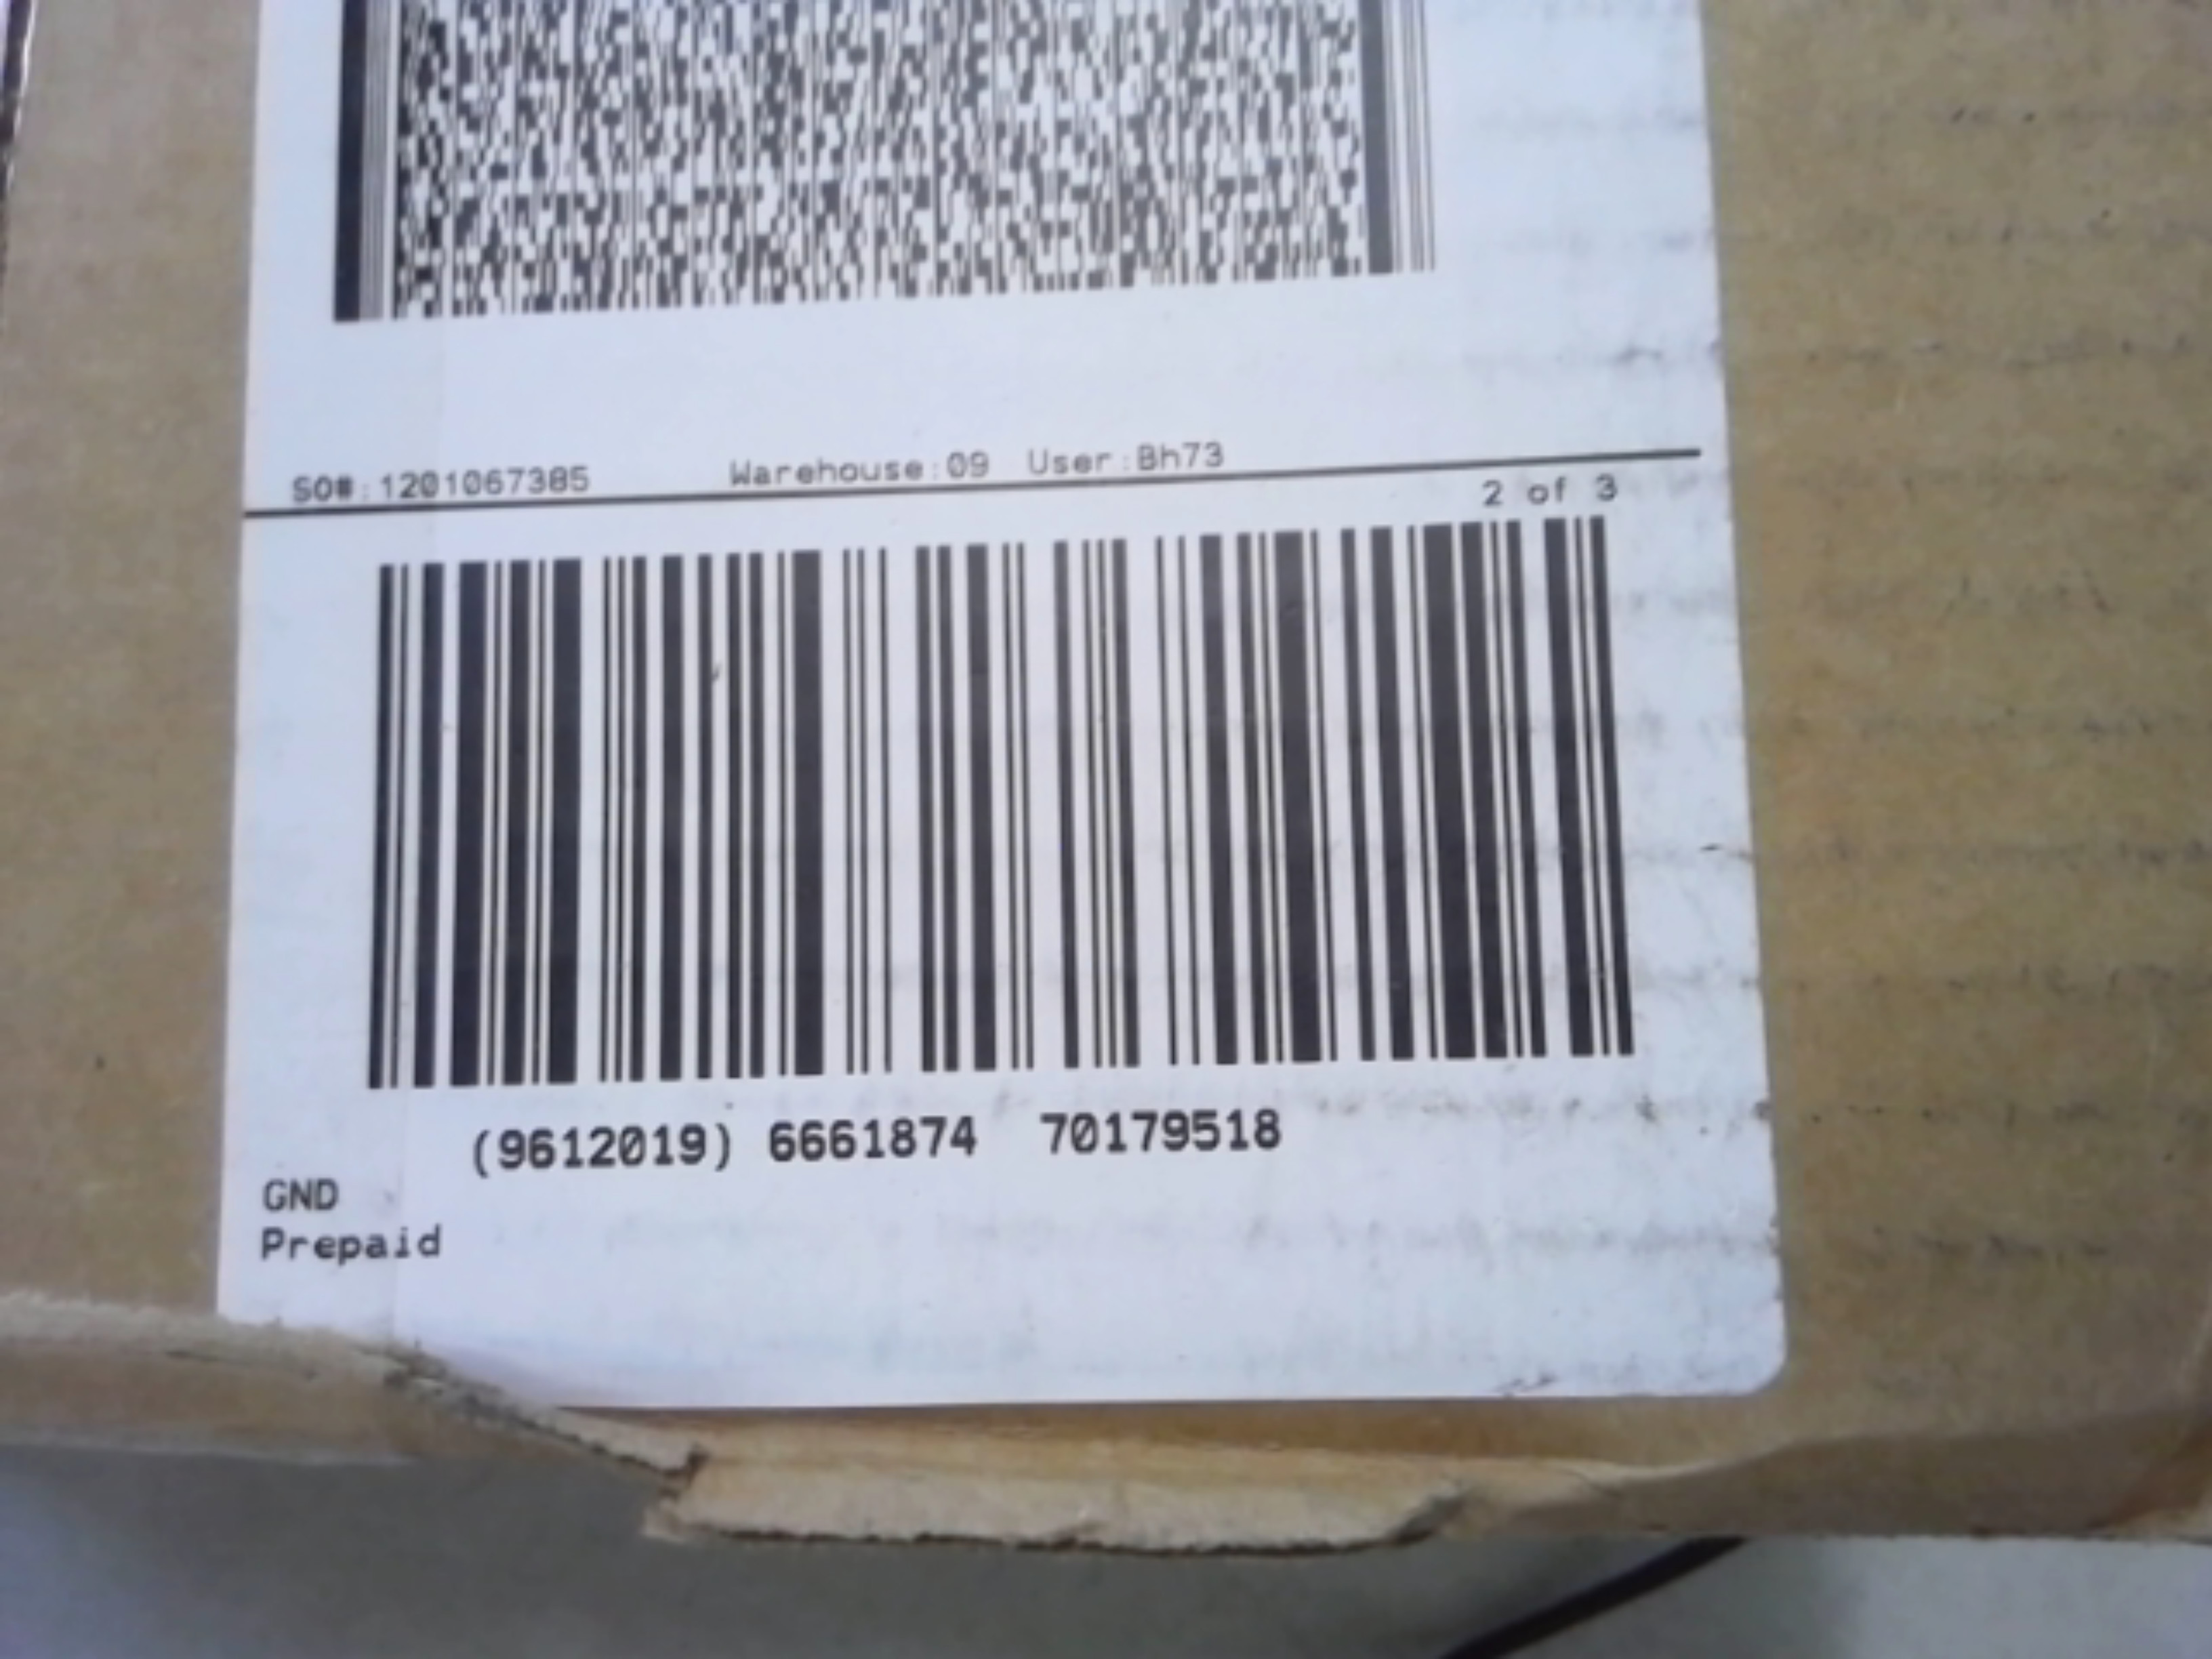 SO#:1201067385 Warehouse:09 User:Bh73
2 of 3
(9612019) 6661874 70179518
GND
Prepaid